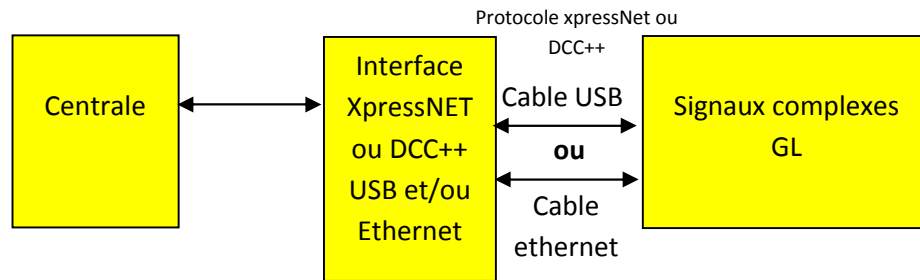 Protocole xpressNet ou
DCC++
Centrale
Interface
XpressNET
ou DCC++
USB et/ou
Ethernet
Cable USB
ou
Cable
ethernet
Signaux complexes
GL